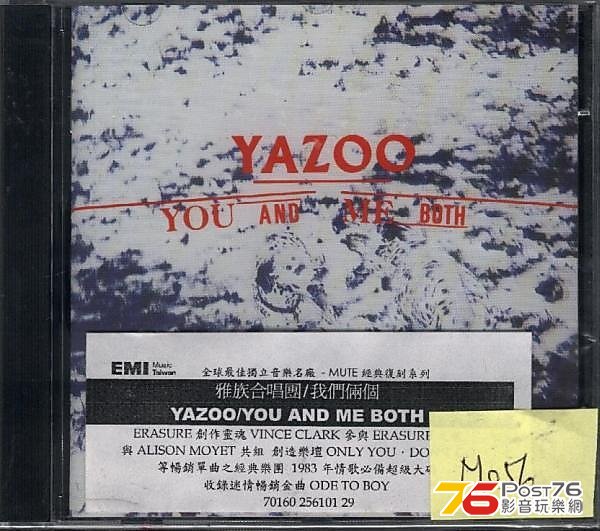 YAZOO
YOU AND ME BOTH
EMI Music Taiwan
全球最佳獨立音樂名廠 - MUTE 經典復刻系列
雅族合唱團/我們倆個
YAZOO/YOU AND ME BOTH
ERASURE 創作靈魂 VINCE CLARK 參與 ERASURE
與 ALISON MOYET 共組 創造樂壇 ONLY YOU · DO
等暢銷單曲之經典樂團 1983 年情歌必備超級大
收錄迷情暢銷金曲 ODE TO BOY
70160 256101 29
76 Post76
影音玩樂網